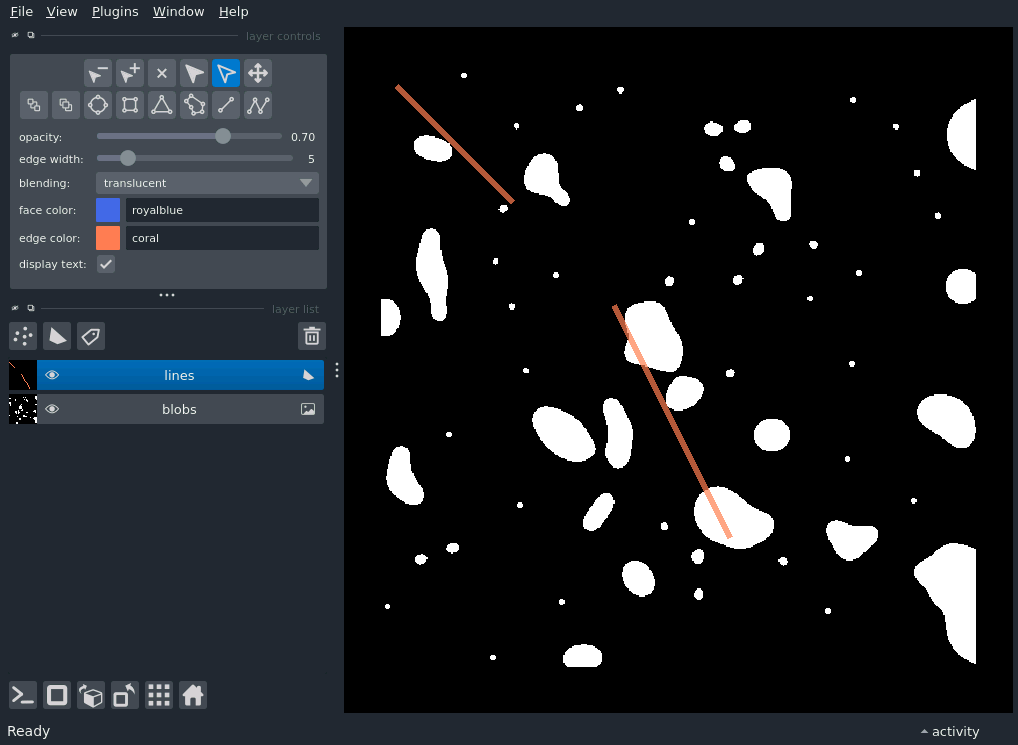 File View Plugins Window Help
layer controls
opacity: 0.70
edge width: 5
blending: translucent
face color: royalblue
edge color: coral
display text:
layer list
lines
blobs
Ready
activity